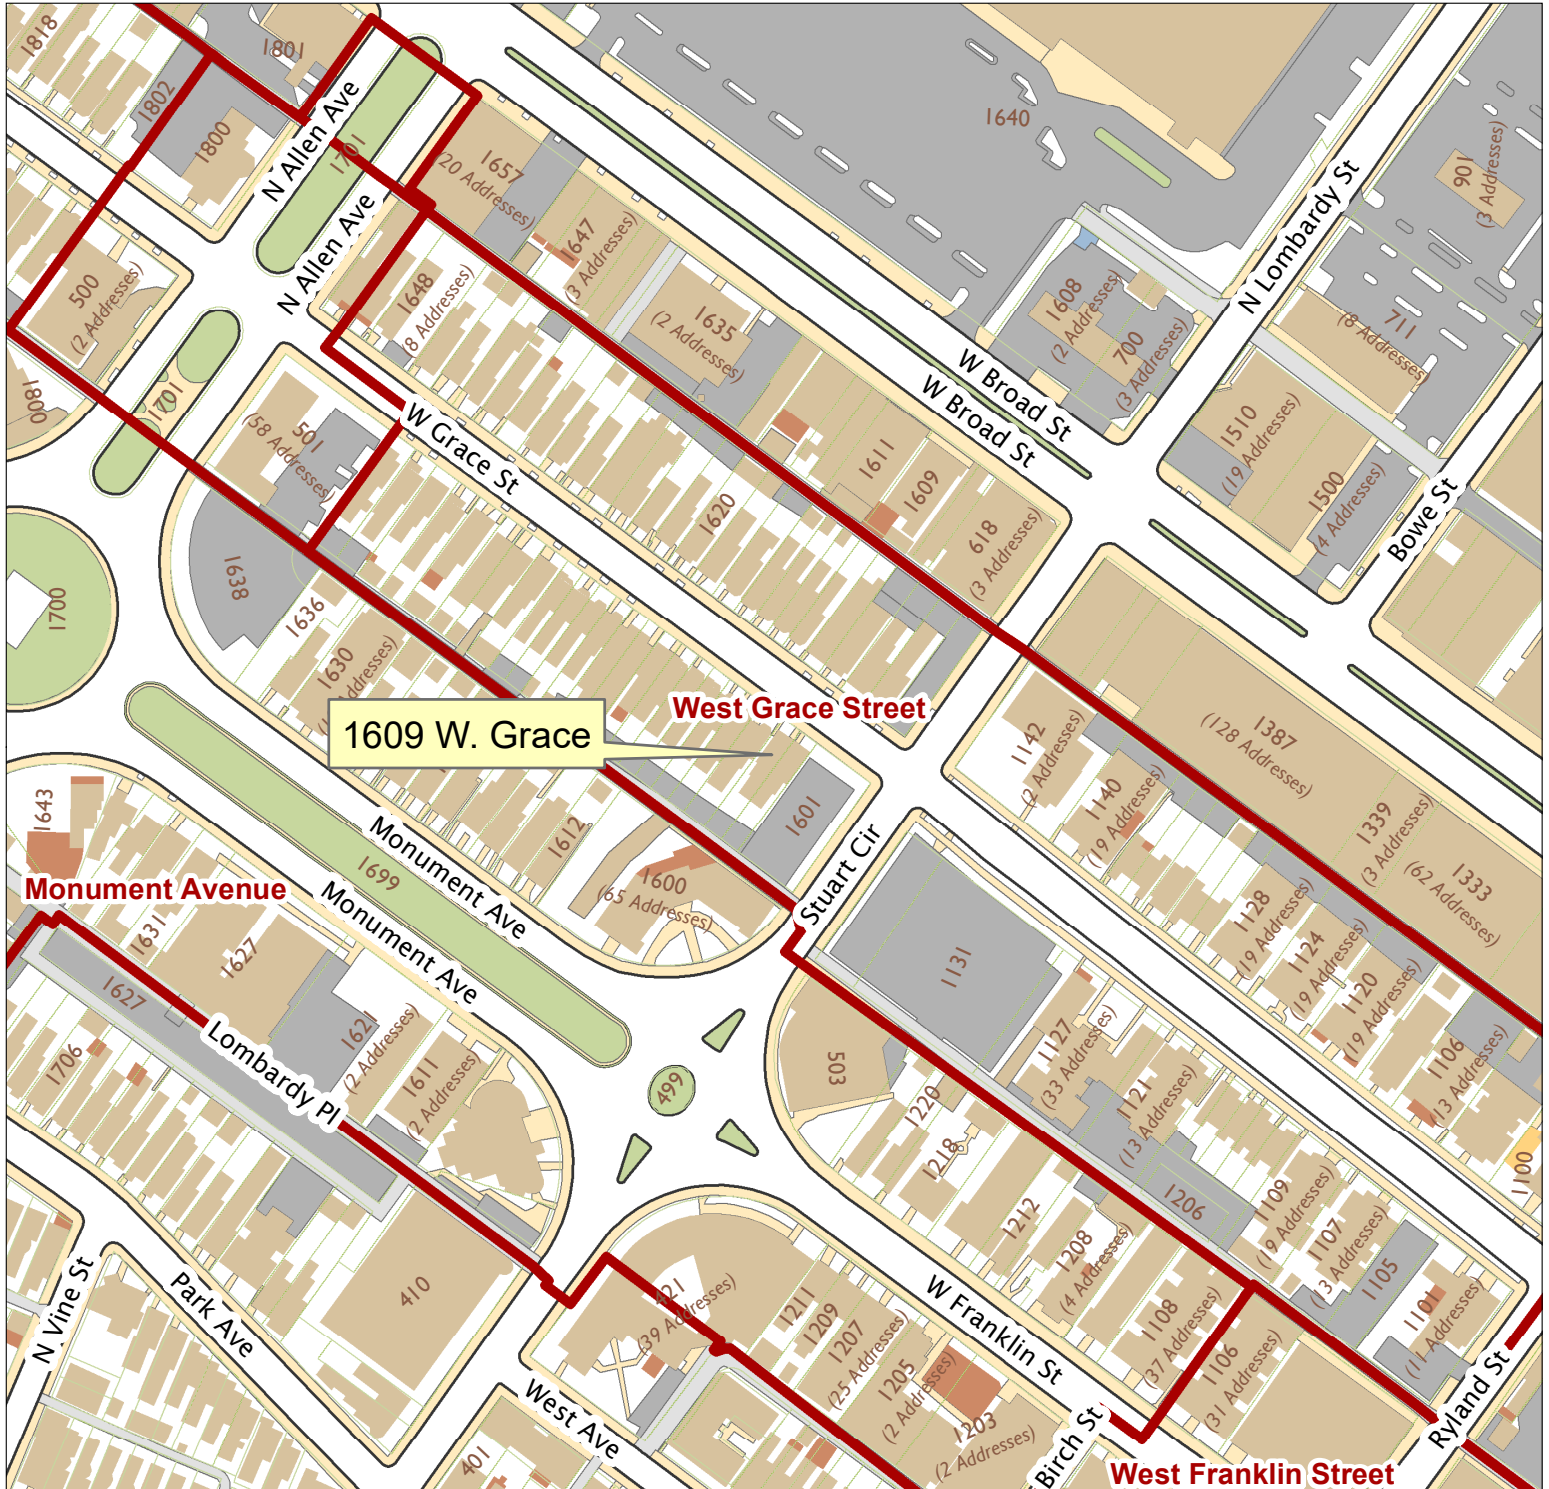 1818
1801
1802
1800
N Allen Ave
1701
N Allen Ave
1657
(20 Addresses)
1647
(3 Addresses)
1640
N Lombardy St
901
(3 Addresses)
500
(2 Addresses)
1648
(8 Addresses)
1635
(2 Addresses)
1608
(2 Addresses)
700
(3 Addresses)
711
(8 Addresses)
1800
1701
501
(58 Addresses)
W Grace St
W Broad St
W Broad St
1510
(19 Addresses)
1500
(4 Addresses)
Bowe St
1611
1609
1620
618
(3 Addresses)
1638
1700
1636
1630
Addresses)
West Grace Street
1609 W. Grace
1142
(2 Addresses)
1140
(19 Addresses)
1387
(128 Addresses)
1339
(3 Addresses)
1333
(62 Addresses)
1643
Monument Ave
1699
Monument Ave
Monument Avenue
1612
1600
(65 Addresses)
1601
Stuart Cir
1128
(19 Addresses)
1124
(19 Addresses)
1120
(19 Addresses)
1106
(13 Addresses)
1100
1631
1627
1627
1621
(2 Addresses)
1611
(2 Addresses)
1131
1127
(33 Addresses)
1121
(13 Addresses)
1706
Lombardy Pl
499
503
1220
1218
1212
1208
(4 Addresses)
1206
1109
(19 Addresses)
1107
(13 Addresses)
1105
1101
(11 Addresses)
N Vine St
Park Ave
410
421
(39 Addresses)
1211
1209
1207
(25 Addresses)
1205
(2 Addresses)
1203
(2 Addresses)
W Franklin St
1108
(37 Addresses)
1106
(31 Addresses)
Ryland St
West Ave
401
Birch St
West Franklin Street